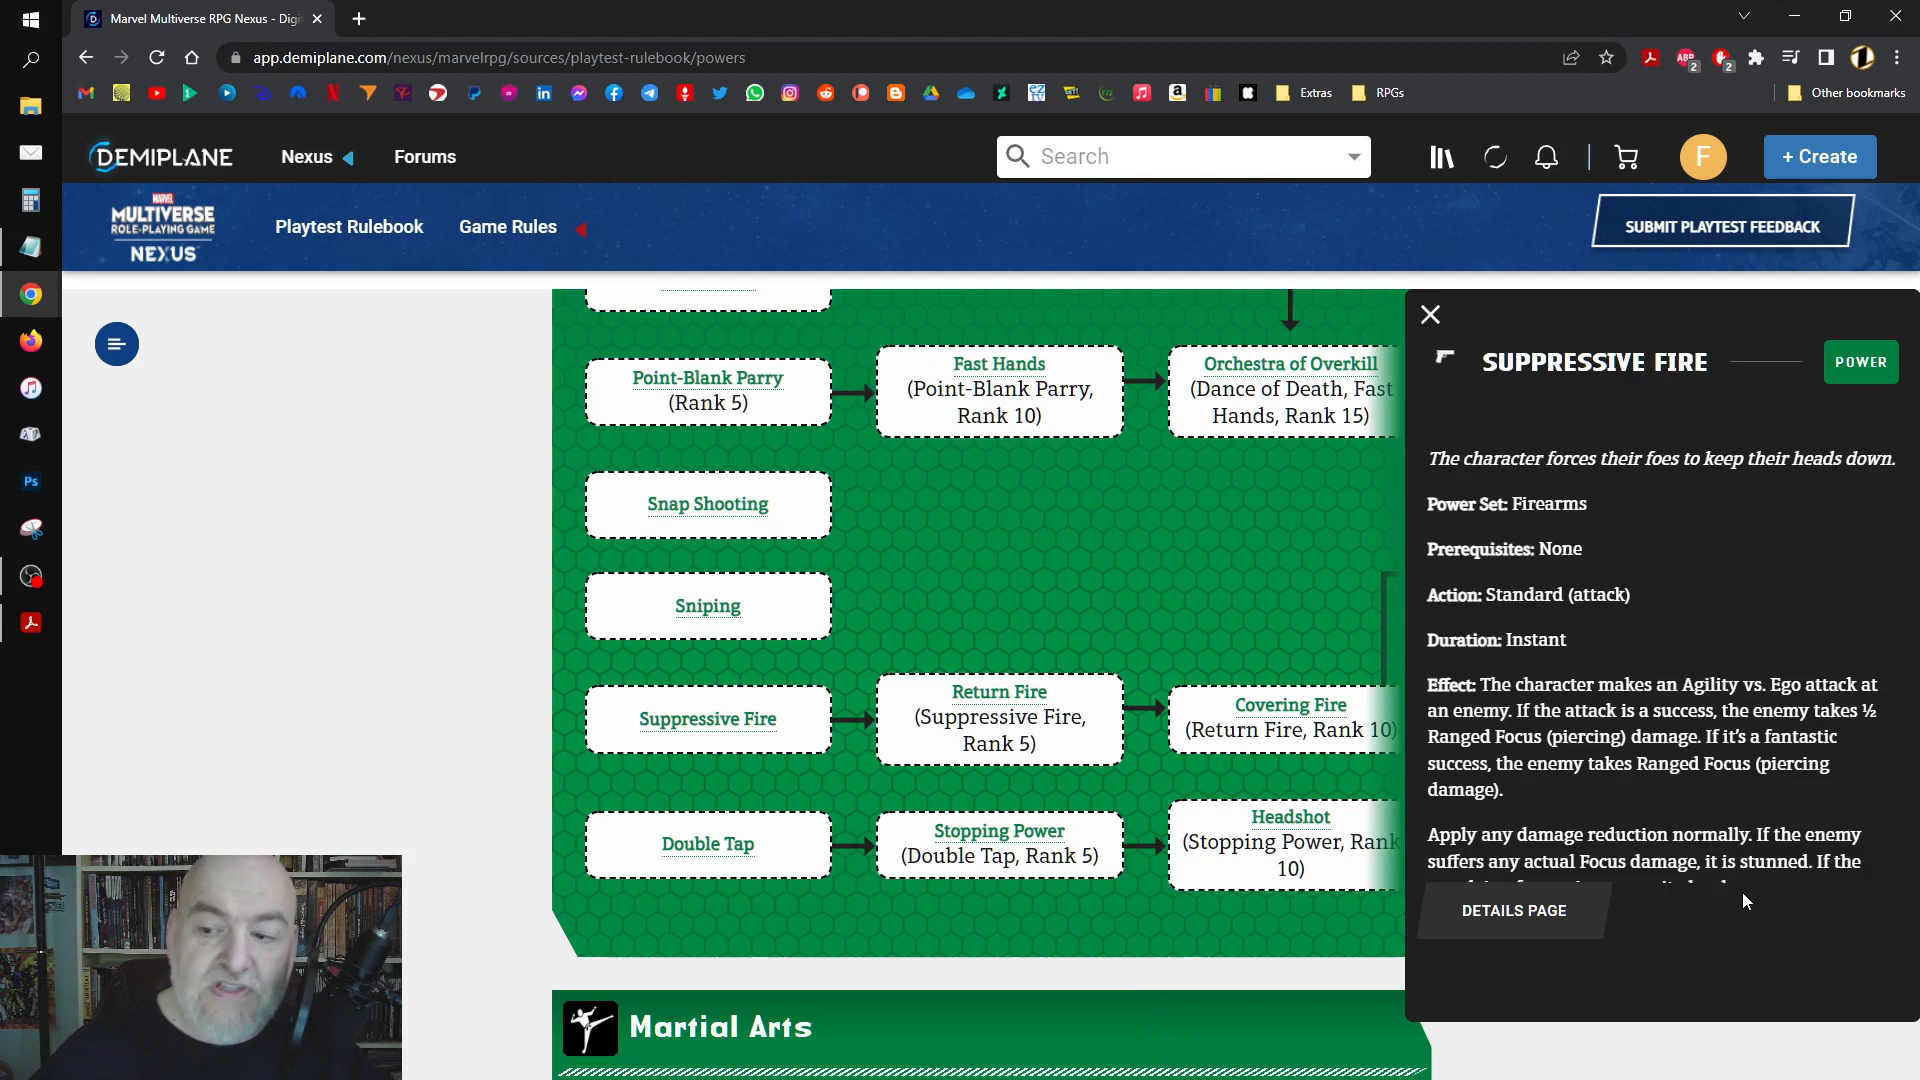 Marvel Multiverse RPG Nexus - Digi
app.demiplane.com/nexus/marvelrpg/sources/playtest-rulebook/powers
Extras
RPGs
Other bookmarks
DEMIPLANE
Nexus
Forums
Search
F
+ Create
MARVEL
MULTIVERSE
ROLE-PLAYING GAME
NEXUS
Playtest Rulebook
Game Rules
SUBMIT PLAYTEST FEEDBACK
Point-Blank Parry
(Rank 5)
Fast Hands
(Point-Blank Parry,
Rank 10)
Orchestra of Overkill
(Dance of Death, Fast
Hands, Rank 15)
Snap Shooting
Sniping
Suppressive Fire
Return Fire
(Suppressive Fire,
Rank 5)
Covering Fire
(Return Fire, Rank 10)
Double Tap
Stopping Power
(Double Tap, Rank 5)
Headshot
(Stopping Power, Rank
10)
Martial Arts
SUPPRESSIVE FIRE
POWER
The character forces their foes to keep their heads down.
Power Set: Firearms
Prerequisites: None
Action: Standard (attack)
Duration: Instant
Effect: The character makes an Agility vs. Ego attack at
an enemy. If the attack is a success, the enemy takes ½
Ranged Focus (piercing) damage. If it's a fantastic
success, the enemy takes Ranged Focus (piercing
damage).
Apply any damage reduction normally. If the enemy
suffers any actual Focus damage, it is stunned. If the
DETAILS PAGE